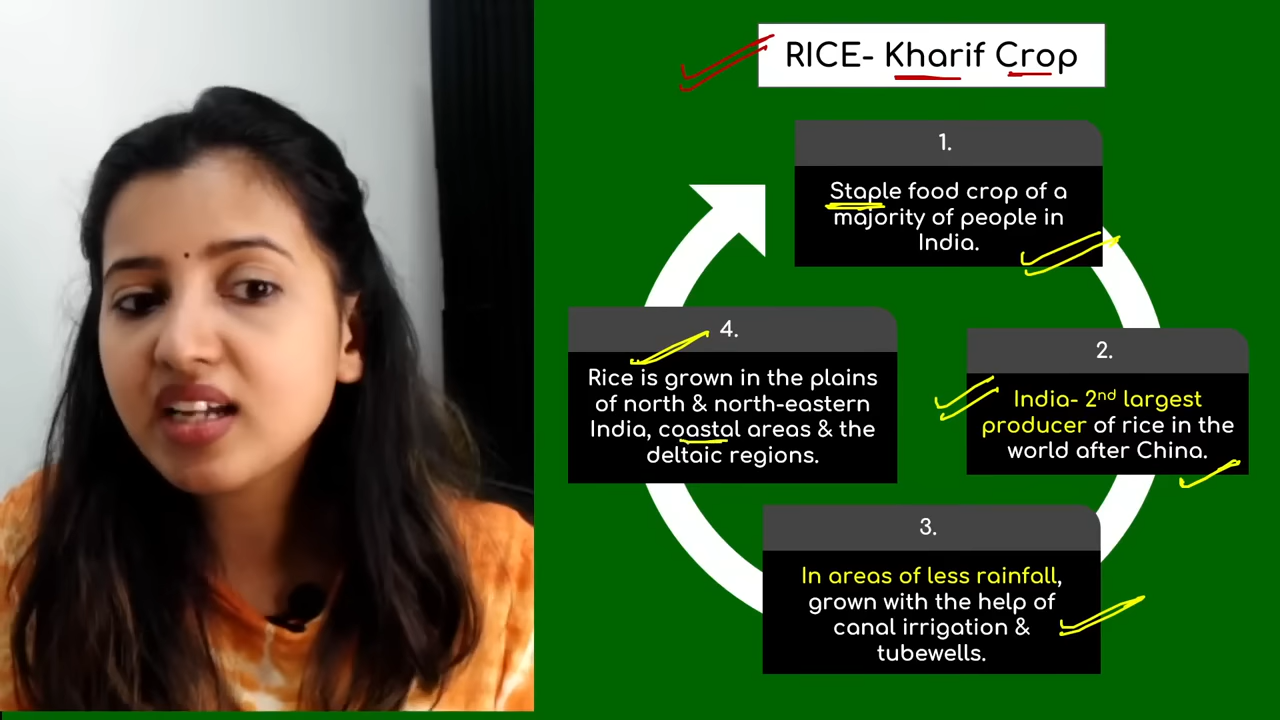 RICE- Kharif Crop
1.
Staple food crop of a
majority of people in
India.
2.
India- 2nd largest
producer of rice in the
world after China.
3.
In areas of less rainfall,
grown with the help of
canal irrigation &
tubewells.
4.
Rice is grown in the plains
of north & north-eastern
India, coastal areas & the
deltaic regions.